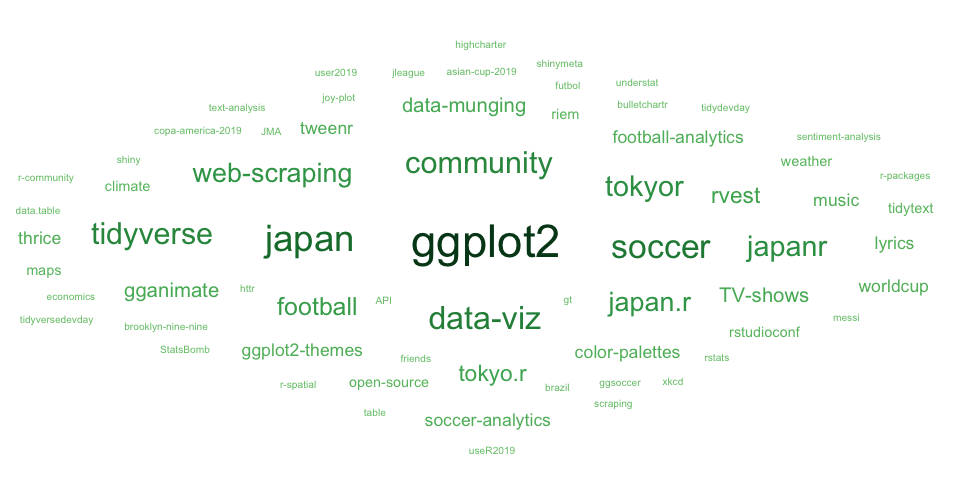 highcharter
user2019
jleague
asian-cup-2019
shinymeta
joy-plot
futbol
understat
text-analysis
data-munging
riem
bulletchartr
tidydevday
copa-america-2019
JMA
tweenr
football-analytics
sentiment-analysis
shiny
web-scraping
community
weather
r-community
climate
tokyor
rvest
music
r-packages
data.table
tidytext
thrice
tidyverse
japan
ggplot2
soccer
japanr
lyrics
maps
economics
gganimate
httr
football
API
gt
japan.r
TV-shows
worldcup
tidyversedevday
brooklyn-nine-nine
data-viz
messi
rstudioconf
StatsBomb
ggplot2-themes
friends
color-palettes
rstats
r-spatial
open-source
tokyo.r
brazil
ggsoccer
xkcd
table
soccer-analytics
scraping
useR2019